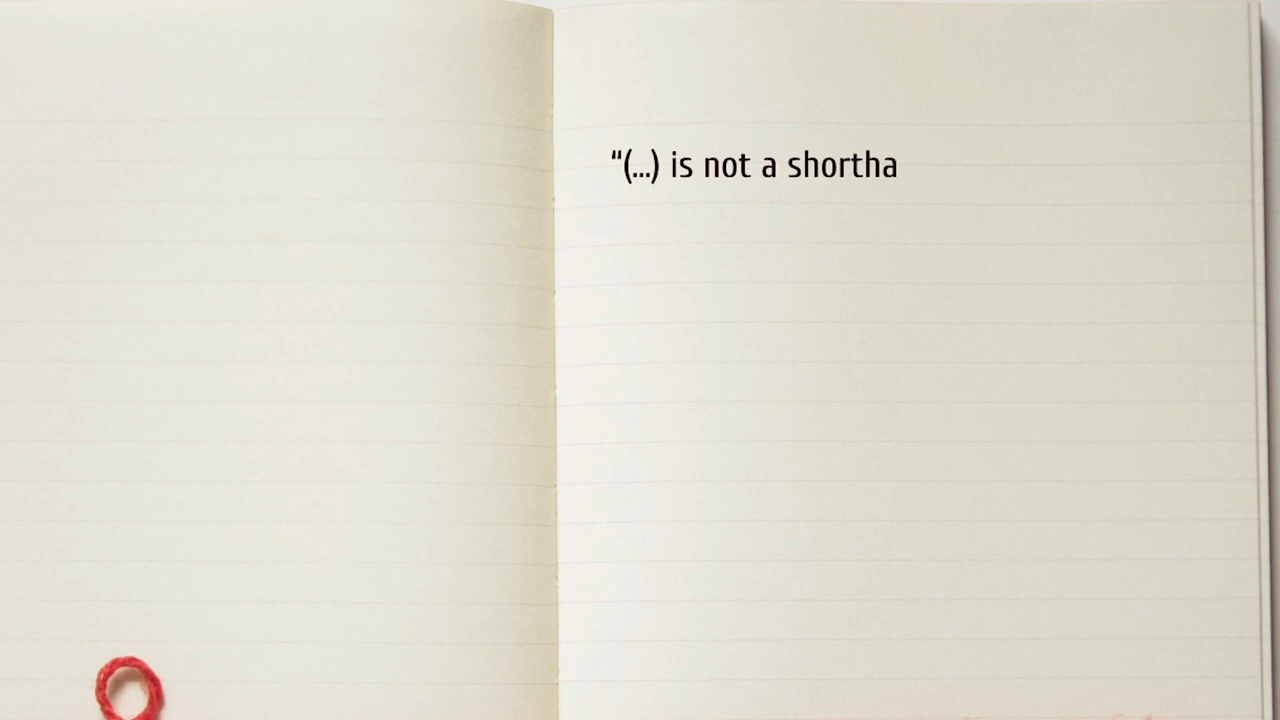 “(...) is not a shortha